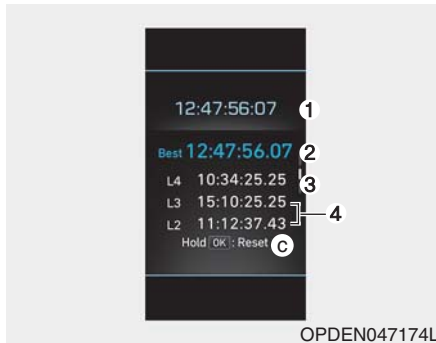 12:47:56:07 1
Best 12:47:56.07 2
L4 10:34:25.25 3
L3 15:10:25.25
L2 11:12:37.43 4
Hold OK : Reset C
OPDEN047174L